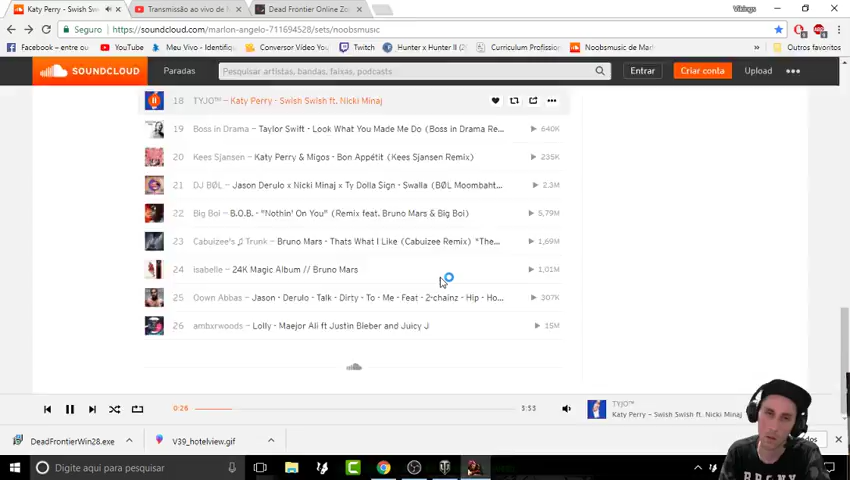 Katy Perry - Swish Sw
Transmissão ao vivo de
Dead Frontier Online Zo
Vikings
Seguro
https://soundcloud.com/marlon-angelo-711694528/sets/noobsmusic
Facebook – entre ou
YouTube
Meu Vivo - Identifica
Conversor Video You
Twitch
Hunter x Hunter II (2
Curriculum Profission
Noobsmusic de Marlo
Outros favoritos
SOUNDCLOUD
Paradas
Pesquisar artistas, bandas, faixas, podcasts
Entrar
Criar conta
Upload
18 TYJO™ – Katy Perry - Swish Swish ft. Nicki Minaj
19 Boss in Drama – Taylor Swift - Look What You Made Me Do (Boss in Drama Re... 640K
20 Kees Sjansen – Katy Perry & Migos - Bon Appétit (Kees Sjansen Remix) 235K
21 DJ BØL – Jason Derulo x Nicki Minaj x Ty Dolla $ign - Swalla (BØL Moombaht... 2.3M
22 Big Boi – B.O.B. - "Nothin' On You" (Remix feat. Bruno Mars & Big Boi) 5,79M
23 Cabuizee's ♫ Trunk – Bruno Mars - Thats What I Like (Cabuizee Remix) *The... 1,69M
24 isabelle – 24K Magic Album // Bruno Mars 1,01M
25 Oown Abbas – Jason - Derulo - Talk - Dirty - To - Me - Feat - 2-chainz - Hip - Ho... 307K
26 ambxrwoods – Lolly - Maejor Ali ft Justin Bieber and Juicy J 15M
0:26
3:53
TYJO™
Katy Perry – Swish Swish ft. Nicki Minaj
DeadFrontierWin28.exe
V39_hotelview.gif
Digite aqui para pesquisar